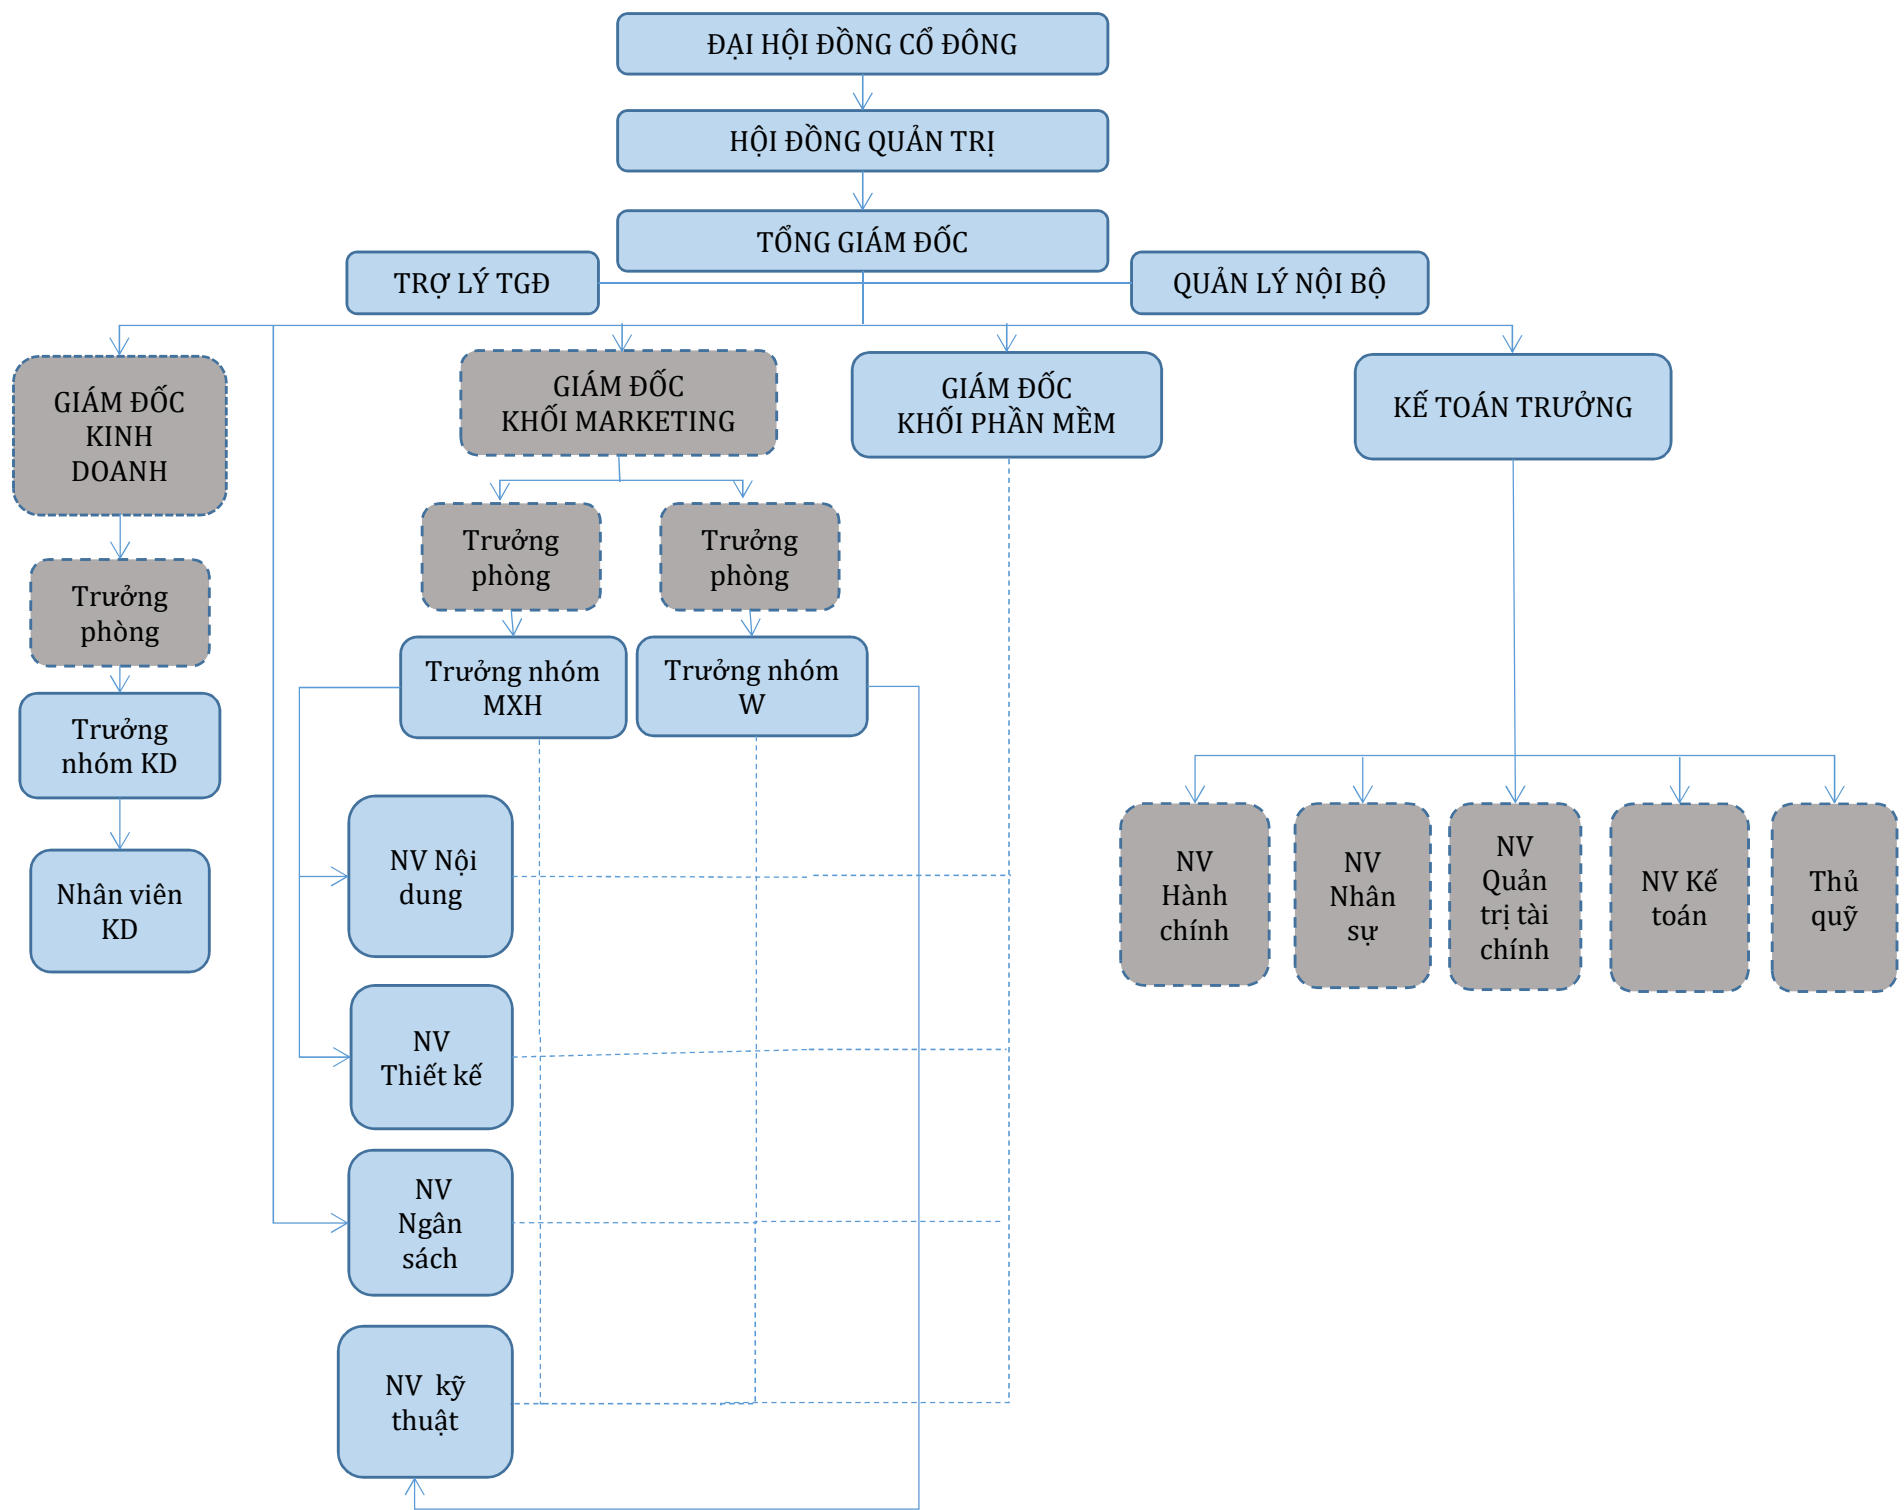 ĐẠI HỘI ĐỒNG CỔ ĐÔNG
HỘI ĐỒNG QUẢN TRỊ
TỔNG GIÁM ĐỐC
TRỢ LÝ TGĐ
QUẢN LÝ NỘI BỘ
GIÁM ĐỐC
KINH
DOANH
GIÁM ĐỐC
KHỐI MARKETING
GIÁM ĐỐC
KHỐI PHẦN MỀM
KẾ TOÁN TRƯỞNG
Trưởng
phòng
Trưởng
phòng
Trưởng
phòng
Trưởng nhóm
MXH
Trưởng nhóm
W
Trưởng
nhóm KD
Nhân viên
KD
NV Nội
dung
NV
Thiết kế
NV
Ngân
sách
NV kỹ
thuật
NV
Hành
chính
NV
Nhân
sự
NV
Quản
trị tài
chính
NV Kế
toán
Thủ
quỹ